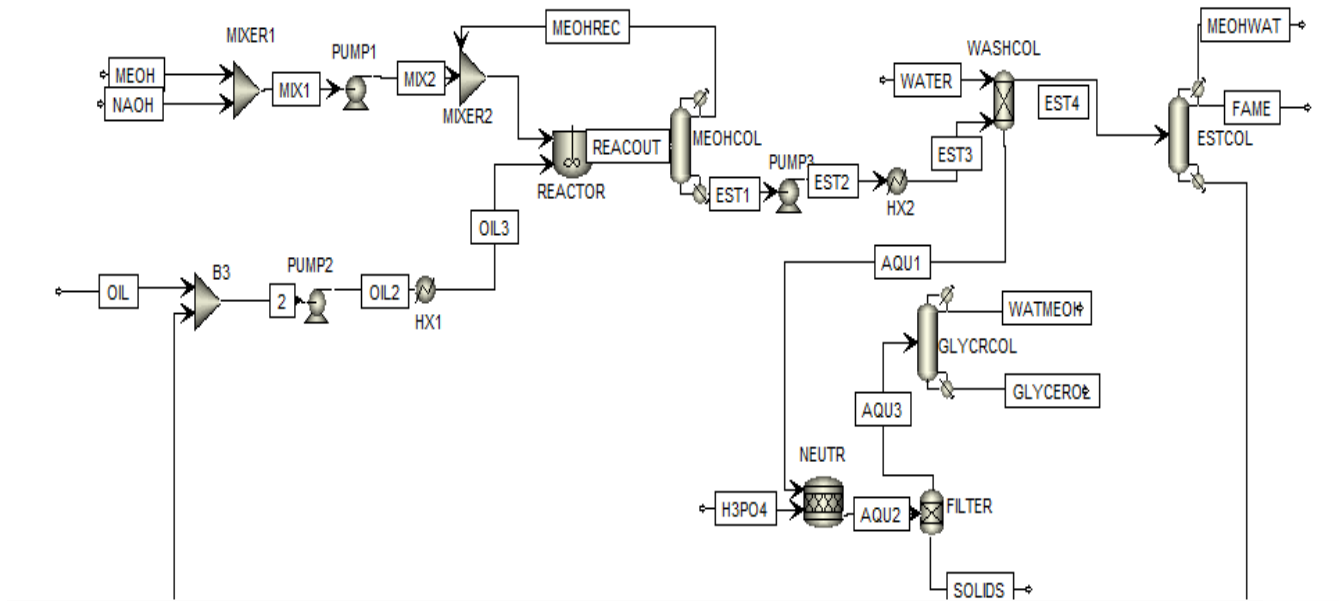 MEOHREC
MEOHWAT
MIXER1
PUMP1
WASHCOL
MEOH
MIX2
WATER
MIX1
EST4
FAME
NAOH
MIXER2
REACOUT
MEOHCOL
ESTCOL
PUMP3
EST3
EST2
REACTOR
EST1
HX2
OIL3
B3
PUMP2
AQU1
OIL
2
OIL2
WATMEOH
HX1
GLYCRCOL
GLYCEROL
AQU3
NEUTR
H3PO4
AQU2
FILTER
SOLIDS